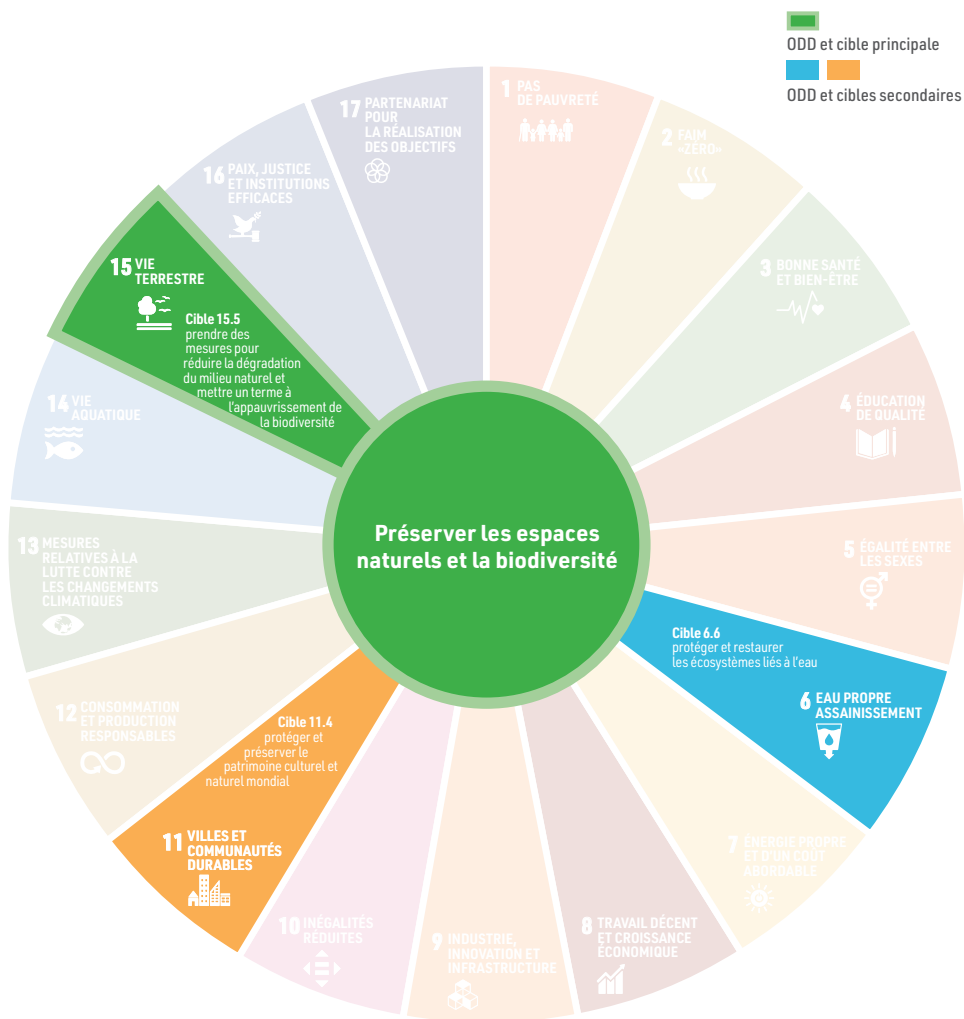 ODD et cible principale
ODD et cibles secondaires
1 PAS
DE PAUVRETÉ
2 FAIM
«ZÉRO»
3 BONNE SANTÉ
ET BIEN-ÊTRE
4 ÉDUCATION
DE QUALITÉ
5 ÉGALITÉ ENTRE
LES SEXES
Cible 6.6
protéger et restaurer
les écosystèmes liés à l'eau
6 EAU PROPRE
ASSAINISSEMENT
7 ÉNERGIE PROPRE
ET D'UN COÛT
ABORDABLE
8 TRAVAIL DÉCENT
ET CROISSANCE
ÉCONOMIQUE
9 INDUSTRIE,
INNOVATION ET
INFRASTRUCTURE
10 INÉGALITÉS
RÉDUITES
Cible 11.4
protéger et
préserver le
patrimoine culturel et
naturel mondial
11 VILLES ET
COMMUNAUTÉS
DURABLES
12 CONSOMMATION
ET PRODUCTION
RESPONSABLES
13 MESURES
RELATIVES À LA
LUTTE CONTRE
LES CHANGEMENTS
CLIMATIQUES
14 VIE
AQUATIQUE
15 VIE
TERRESTRE
Cible 15.5
prendre des
mesures pour
réduire la dégradation
du milieu naturel et
mettre un terme à
l'appauvrissement de
la biodiversité
16 PAIX, JUSTICE
ET INSTITUTIONS
EFFICACES
17 PARTENARIAT
POUR
LA RÉALISATION
DES OBJECTIFS
Préserver les espaces
naturels et la biodiversité